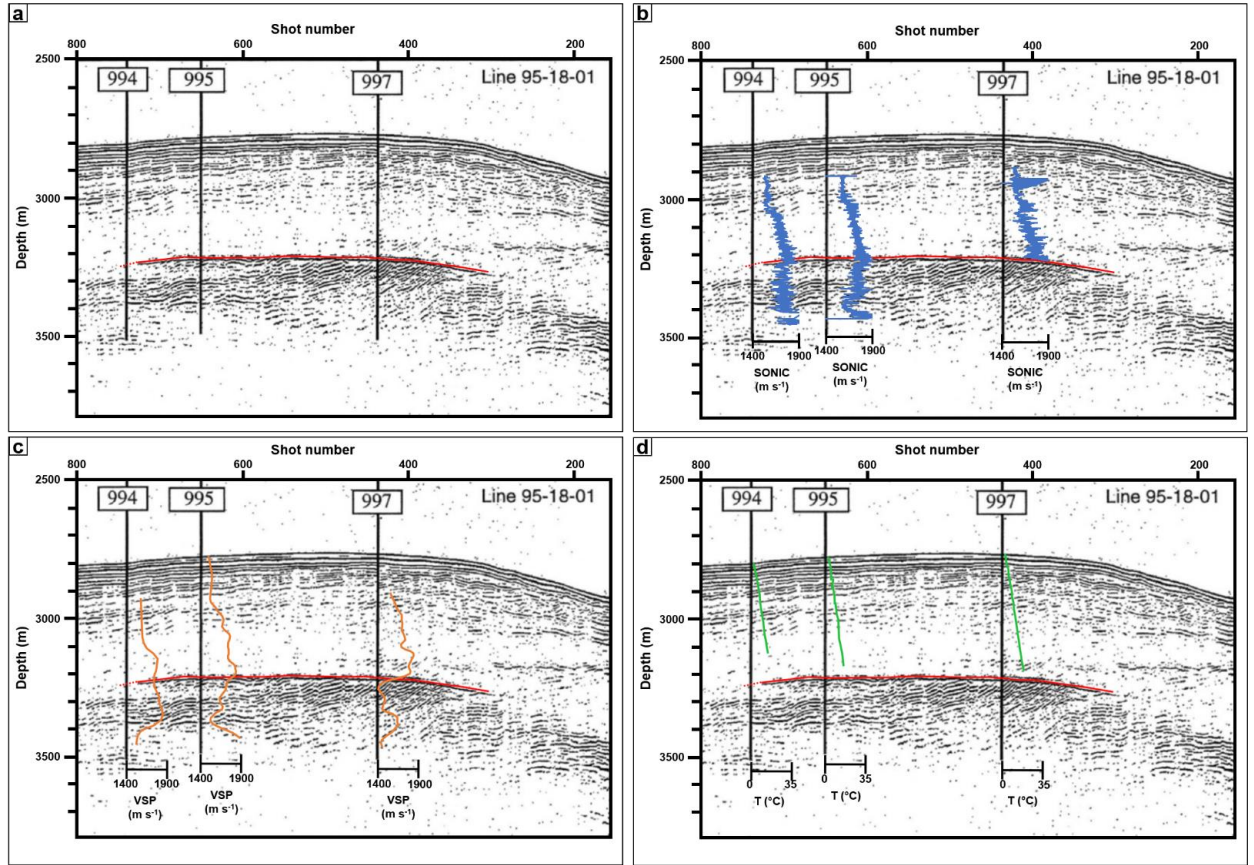 a
Shot number
800 600 400 200
2500
994 995 997 Line 95-18-01
3000
Depth (m)
3500
b
Shot number
800 600 400 200
2500
994 995 997 Line 95-18-01
3000
Depth (m)
3500
1400 1900 1400 1900 1400 1900
SONIC SONIC SONIC
(m s-1) (m s-1) (m s-1)
c
Shot number
800 600 400 200
2500
994 995 997 Line 95-18-01
3000
Depth (m)
3500
1400 1900 1400 1900 1400 1900
VSP VSP VSP
(m s-1) (m s-1) (m s-1)
d
Shot number
800 600 400 200
2500
994 995 997 Line 95-18-01
3000
Depth (m)
3500
0 35 0 35 0 35
T (°C) T (°C) T (°C)